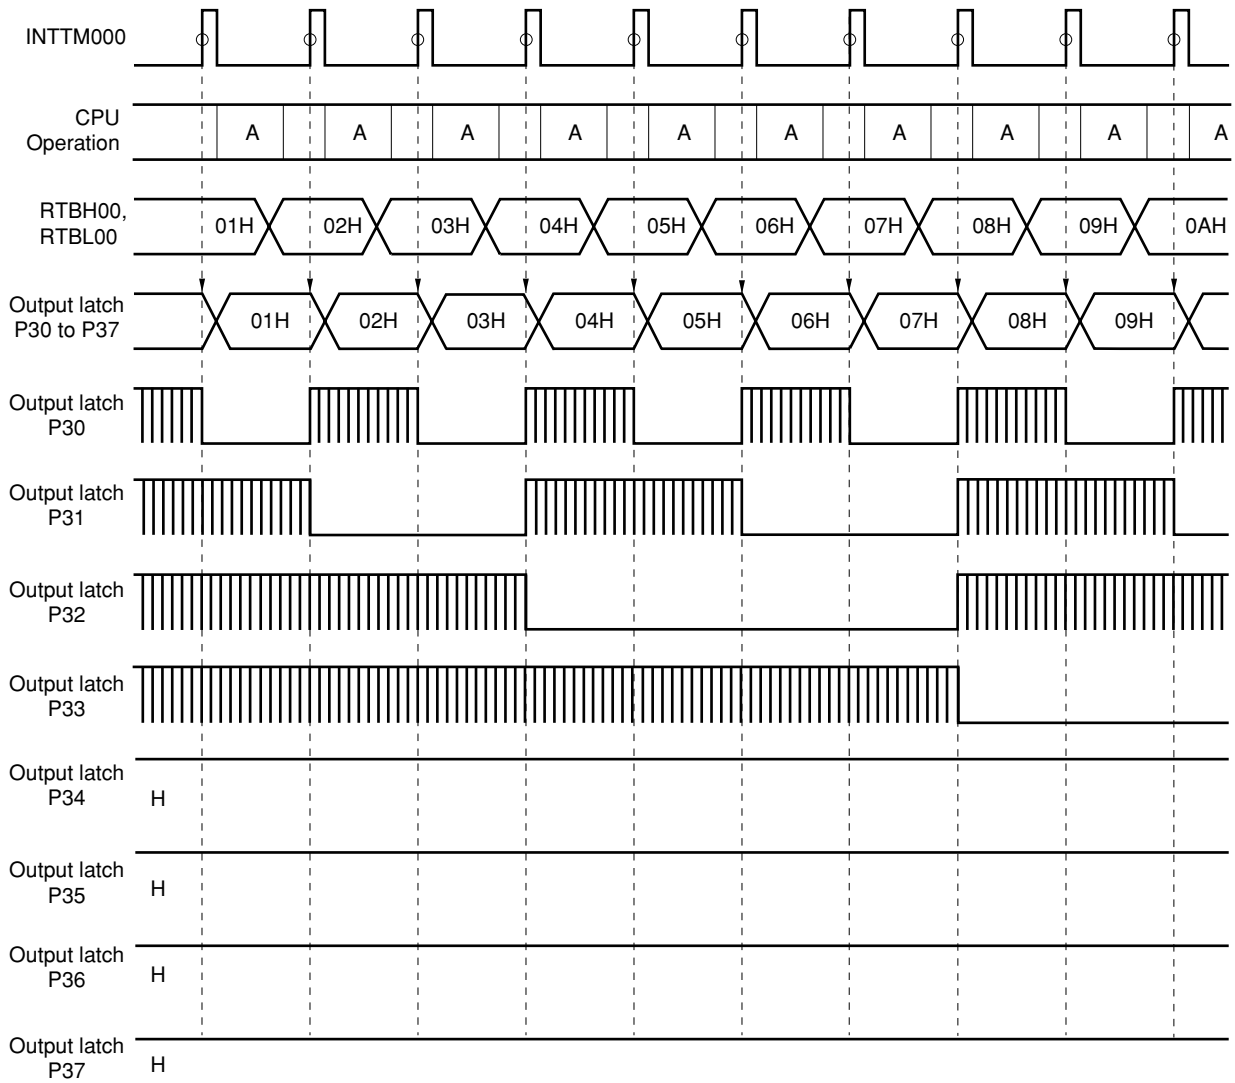 INTTM000
CPU
Operation
A A A A A A A A A A
RTBH00,
RTBL00
01H 02H 03H 04H 05H 06H 07H 08H 09H 0AH
Output latch
P30 to P37
01H 02H 03H 04H 05H 06H 07H 08H 09H
Output latch
P30
Output latch
P31
Output latch
P32
Output latch
P33
Output latch
P34
H
Output latch
P35
H
Output latch
P36
H
Output latch
P37
H